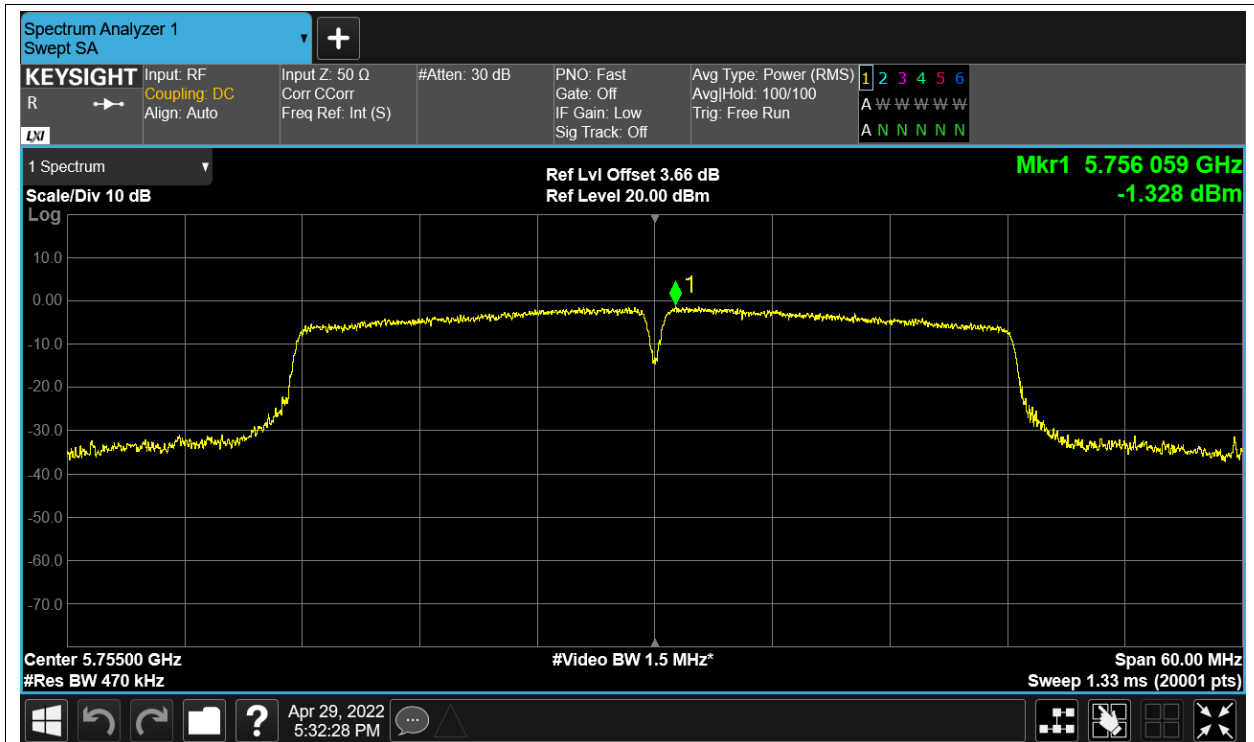 Spectrum Analyzer 1
Swept SA
KEYSIGHT
R
LXI
Input: RF
Coupling: DC
Align: Auto
Input Z: 50 Ω
Corr CCorr
Freq Ref: Int (S)
#Atten: 30 dB
PNO: Fast
Gate: Off
IF Gain: Low
Sig Track: Off
Avg Type: Power (RMS)
Avg|Hold: 100/100
Trig: Free Run
1 2 3 4 5 6
A W W W W W
A N N N N N
1 Spectrum
Scale/Div 10 dB
Log
Ref Lvl Offset 3.66 dB
Ref Level 20.00 dBm
Mkr1 5.756 059 GHz
-1.328 dBm
1
10.0
0.00
-10.0
-20.0
-30.0
-40.0
-50.0
-60.0
-70.0
Center 5.75500 GHz
#Res BW 470 kHz
#Video BW 1.5 MHz*
Span 60.00 MHz
Sweep 1.33 ms (20001 pts)
?
Apr 29, 2022
5:32:28 PM